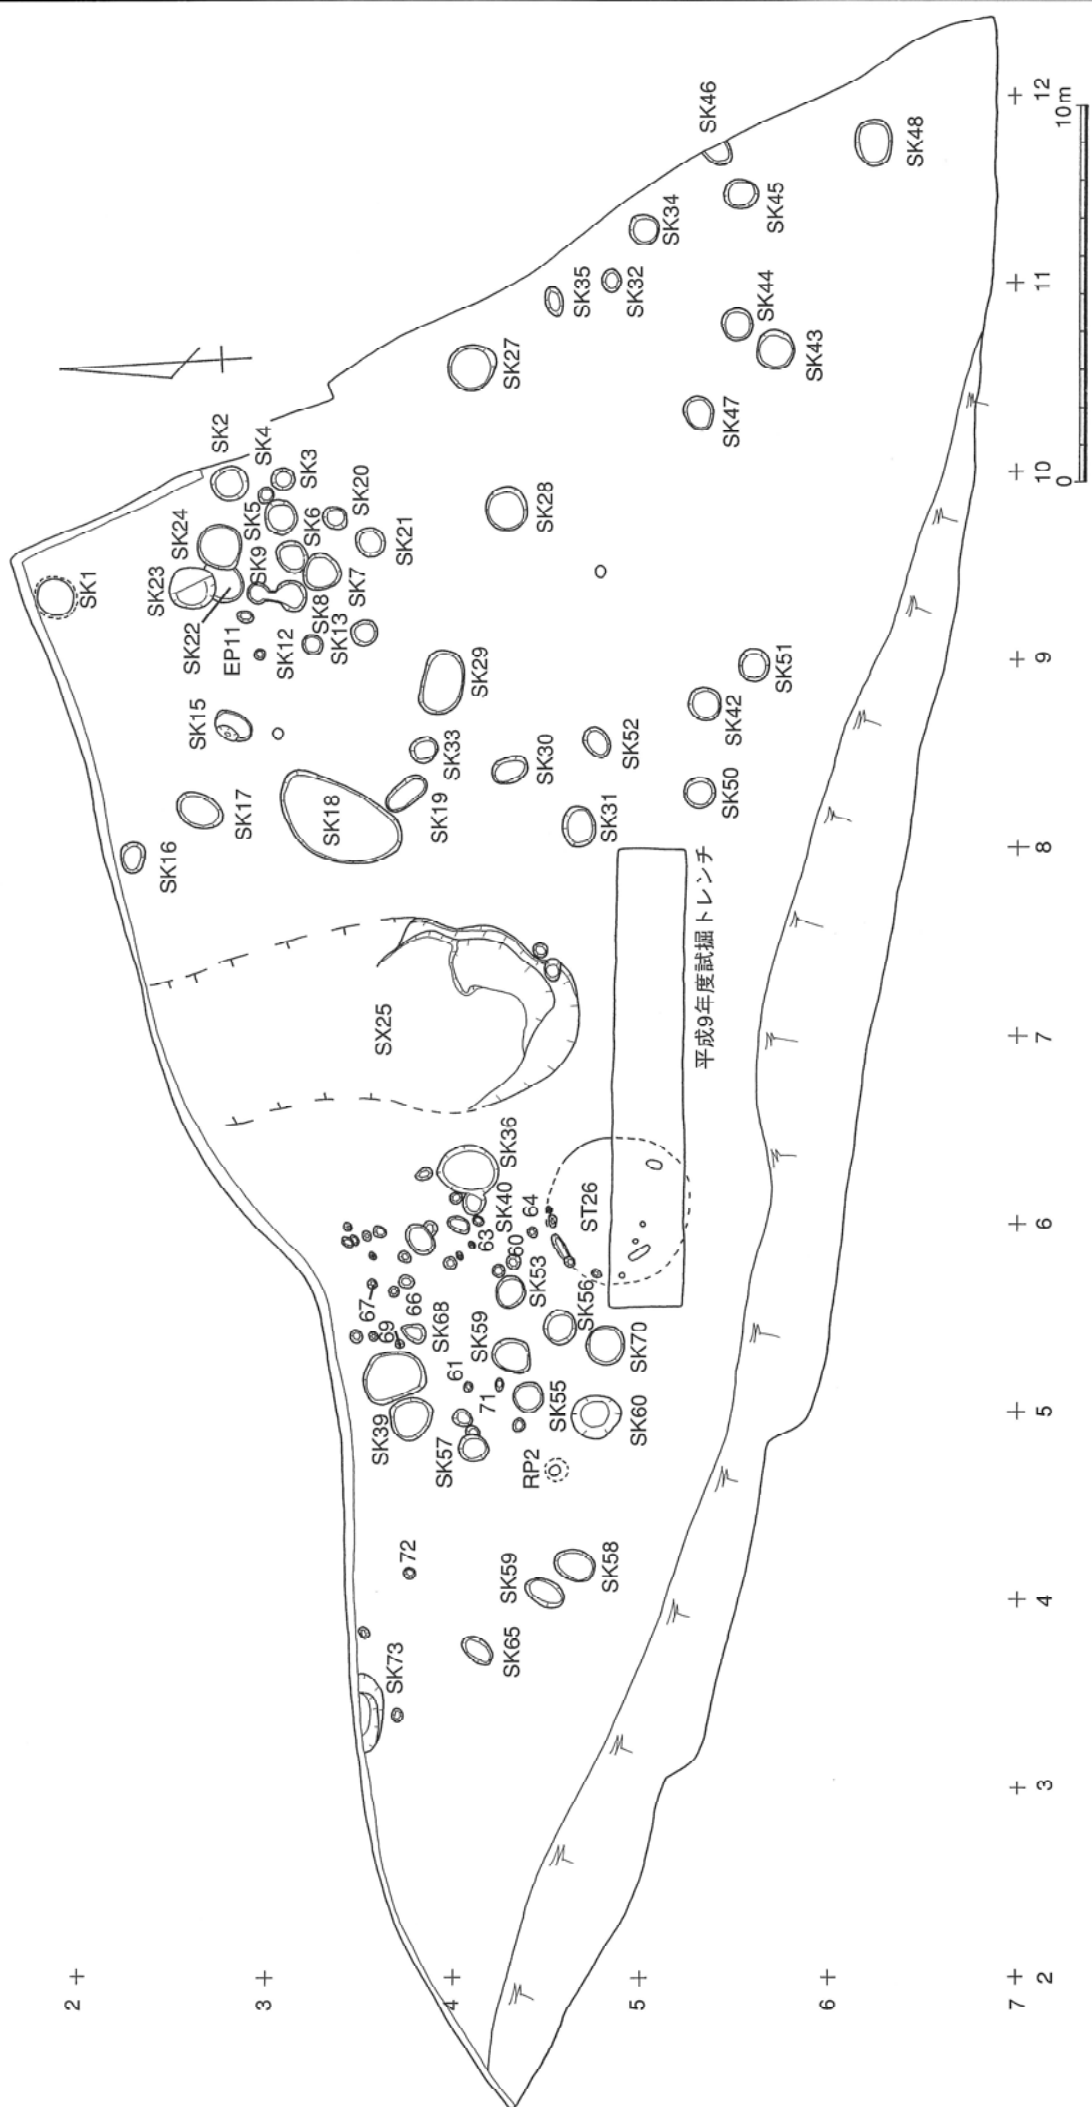 SK1
SK2
SK4
SK3
SK24
SK5
SK6
SK20
SK21
SK23
SK9
SK7
SK22
SK8
EP11
SK12
SK13
SK15
SK17
SK16
SK18
SK19
SK33
SK29
SK30
SK52
SK31
SK28
SK27
SK35
SK32
SK34
SK46
SK45
SK48
SK44
SK43
SK47
SK51
SK42
SK50
SX25
平成9年度試掘トレンチ
SK36
SK40
64
63
60
ST26
SK53
SK56
67
66
69
SK68
SK59
SK70
61
71
SK55
SK60
SK39
SK57
RP2
72
SK59
SK58
SK65
SK73
2
3
4
5
6
7
2
3
4
5
6
7
8
9
10
11
12
0
10m